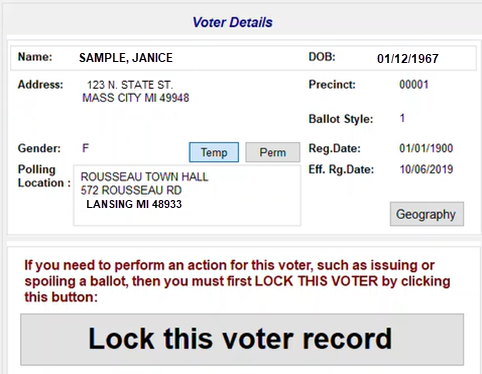 Voter Details
Name: SAMPLE, JANICE DOB: 01/12/1967
Address: 123 N. STATE ST. Precinct: 00001
MASS CITY MI 49948
Ballot Style: 1
Gender: F Temp Perm Reg.Date: 01/01/1900
Polling Location : ROUSSEAU TOWN HALL Eff. Rg.Date: 10/06/2019
572 ROUSSEAU RD
LANSING MI 48933
Geography
If you need to perform an action for this voter, such as issuing or
spoiling a ballot, then you must first LOCK THIS VOTER by clicking
this button:
Lock this voter record